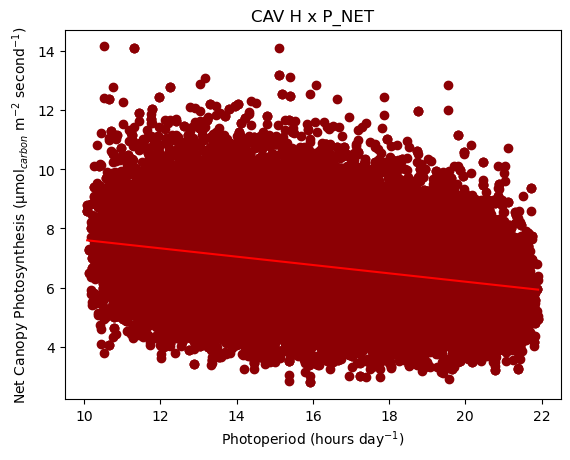 CAV H x P_NET
Net Canopy Photosynthesis (μmol$_{carbon}$ m$^{-2}$ second$^{-1}$)
14
12
10
8
6
4
10 12 14 16 18 20 22
Photoperiod (hours day$^{-1}$)